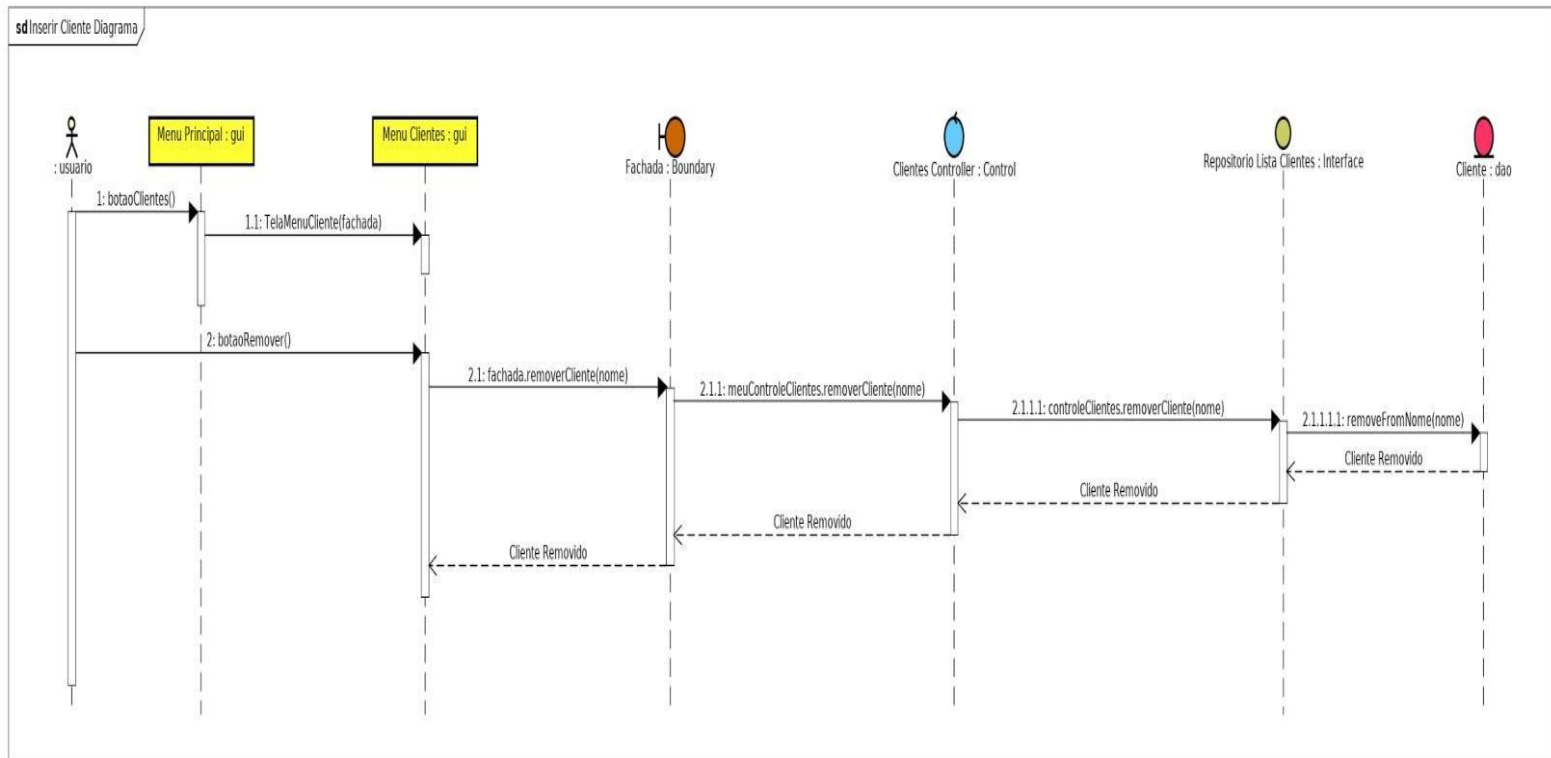 sd Inserir Cliente Diagrama
: usuario
Menu Principal : gui
Menu Clientes : gui
Fachada : Boundary
Clientes Controller : Control
Repositorio Lista Clientes : Interface
Cliente : dao
1: botaoClientes()
1.1: TelaMenuCliente(fachada)
2: botaoRemover()
2.1: fachada.removerCliente(nome)
2.1.1: meuControleClientes.removerCliente(nome)
2.1.1.1: controleClientes.removerCliente(nome)
2.1.1.1.1: removeFromNome(nome)
Cliente Removido
Cliente Removido
Cliente Removido
Cliente Removido